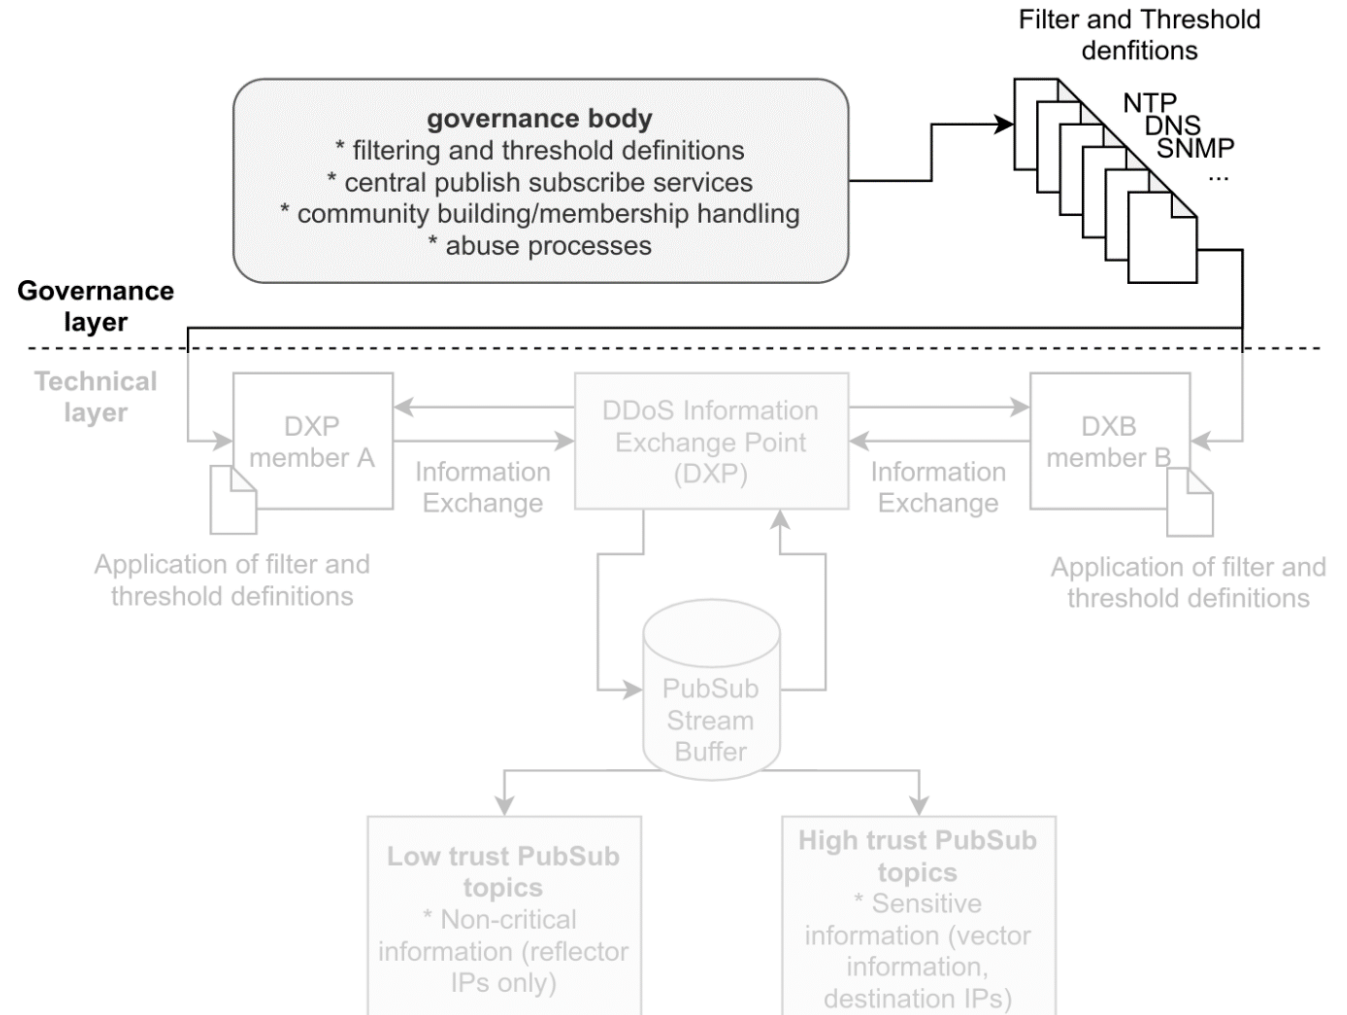 Filter and Threshold
denfitions
governance body
* filtering and threshold definitions
* central publish subscribe services
* community building/membership handling
* abuse processes
NTP
DNS
SNMP
...
Governance
layer
Technical
layer
DXP
member A
Information
Exchange
DDoS Information
Exchange Point
(DXP)
Information
Exchange
DXB
member B
Application of filter and
threshold definitions
Application of filter and
threshold definitions
PubSub
Stream
Buffer
Low trust PubSub
topics
* Non-critical
information (reflector
IPs only)
High trust PubSub
topics
* Sensitive
information (vector
information,
destination IPs)